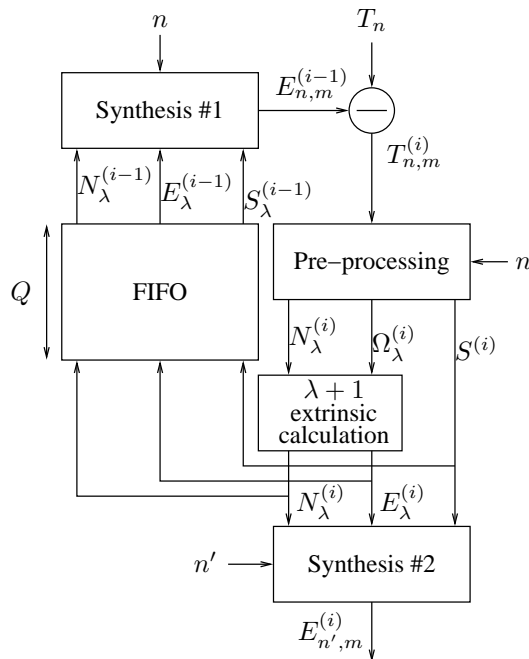 n
T_n
Synthesis #1
E_{n,m}^{(i−1)}
T_{n,m}^{(i)}
N_λ^{(i−1)}
E_λ^{(i−1)}
S_λ^{(i−1)}
Q
FIFO
Pre−processing
n
N_λ^{(i)}
Ω_λ^{(i)}
S^{(i)}
λ + 1
extrinsic
calculation
N_λ^{(i)}
E_λ^{(i)}
n′
Synthesis #2
E_{n′,m}^{(i)}